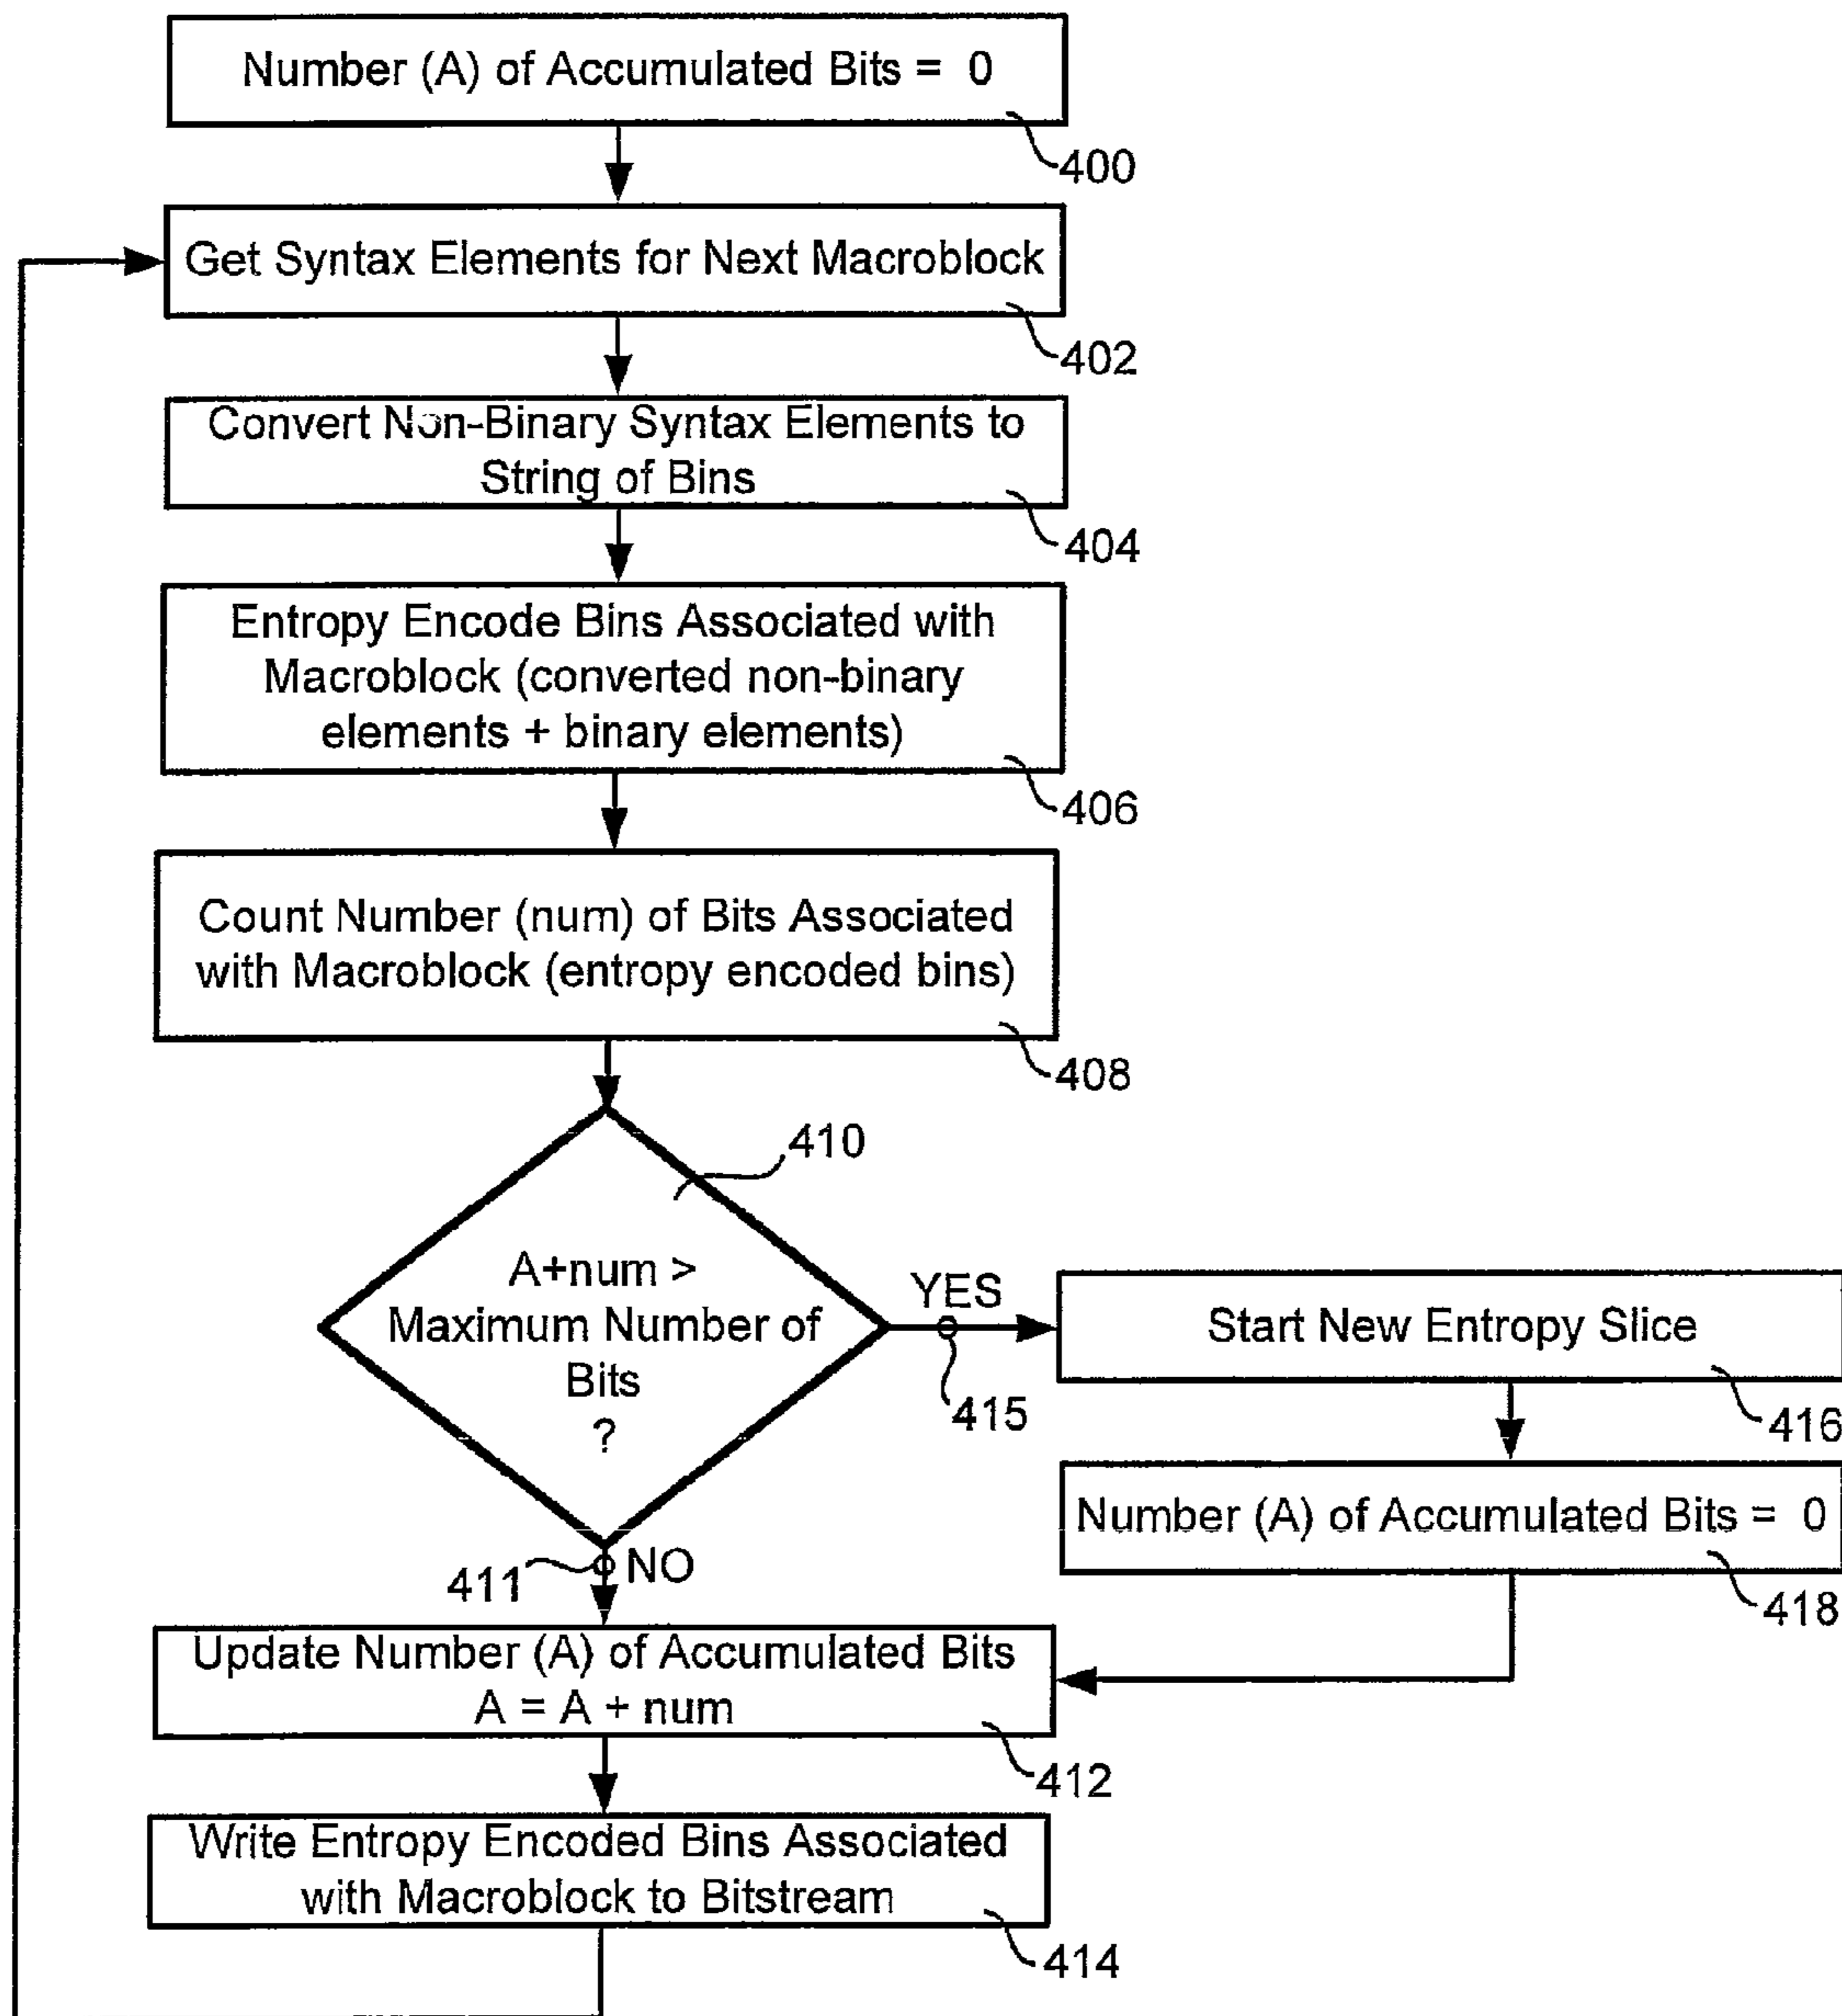 Number (A) of Accumulated Bits = 0
400
Get Syntax Elements for Next Macroblock
402
Convert Non-Binary Syntax Elements to
String of Bins
404
Entropy Encode Bins Associated with
Macroblock (converted non-binary
elements + binary elements)
406
Count Number (num) of Bits Associated
with Macroblock (entropy encoded bins)
408
410
A+num >
Maximum Number of
Bits
?
YES
415
Start New Entropy Slice
416
Number (A) of Accumulated Bits = 0
418
411
NO
Update Number (A) of Accumulated Bits
A = A + num
412
Write Entropy Encoded Bins Associated
with Macroblock to Bitstream
414